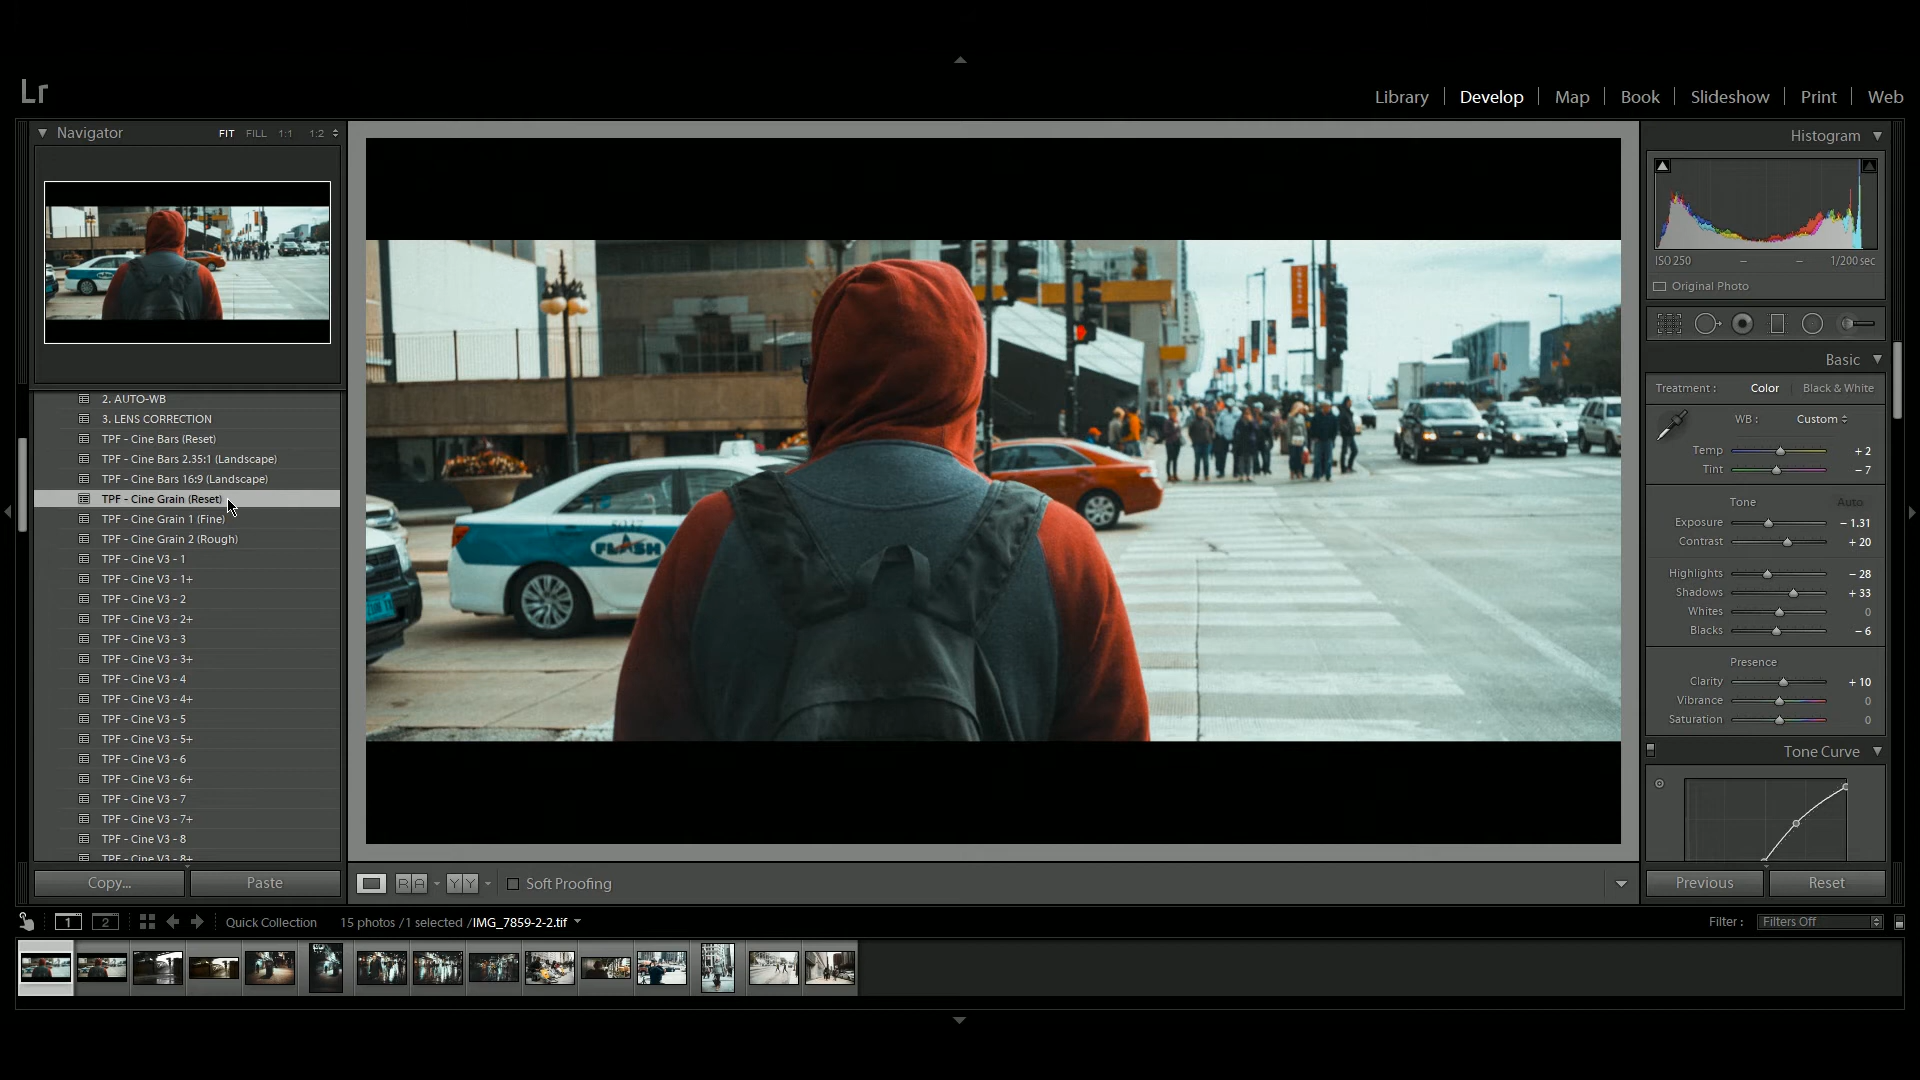 Lr
Library | Develop | Map | Book | Slideshow | Print | Web
Navigator FIT FILL 1:1 1:2
2. AUTO-WB
3. LENS CORRECTION
TPF - Cine Bars (Reset)
TPF - Cine Bars 2.35:1 (Landscape)
TPF - Cine Bars 16:9 (Landscape)
TPF - Cine Grain (Reset)
TPF - Cine Grain 1 (Fine)
TPF - Cine Grain 2 (Rough)
TPF - Cine V3 - 1
TPF - Cine V3 - 1+
TPF - Cine V3 - 2
TPF - Cine V3 - 2+
TPF - Cine V3 - 3
TPF - Cine V3 - 3+
TPF - Cine V3 - 4
TPF - Cine V3 - 4+
TPF - Cine V3 - 5
TPF - Cine V3 - 5+
TPF - Cine V3 - 6
TPF - Cine V3 - 6+
TPF - Cine V3 - 7
TPF - Cine V3 - 7+
TPF - Cine V3 - 8
TPF - Cine V3 - 8+
Copy... Paste
5037
FLASH
Histogram
ISO 250 – – 1/200 sec
Original Photo
Basic
Treatment : Color | Black & White
WB : Custom
Temp + 2
Tint – 7
Tone Auto
Exposure – 1.31
Contrast + 20
Highlights – 28
Shadows + 33
Whites 0
Blacks – 6
Presence
Clarity + 10
Vibrance 0
Saturation 0
Tone Curve
Previous Reset
R A Y Y Soft Proofing
1 2 Quick Collection 15 photos / 1 selected / IMG_7859-2-2.tif
Filter : Filters Off